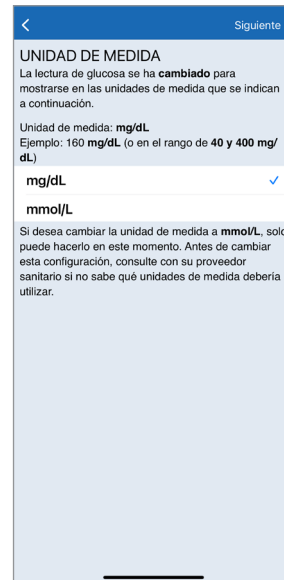 Siguiente
UNIDAD DE MEDIDA
La lectura de glucosa se ha cambiado para
mostrarse en las unidades de medida que se indican
a continuación.
Unidad de medida: mg/dL
Ejemplo: 160 mg/dL (o en el rango de 40 y 400 mg/
dL)
mg/dL
mmol/L
Si desea cambiar la unidad de medida a mmol/L, solo
puede hacerlo en este momento. Antes de cambiar
esta configuración, consulte con su proveedor
sanitario si no sabe qué unidades de medida debería
utilizar.